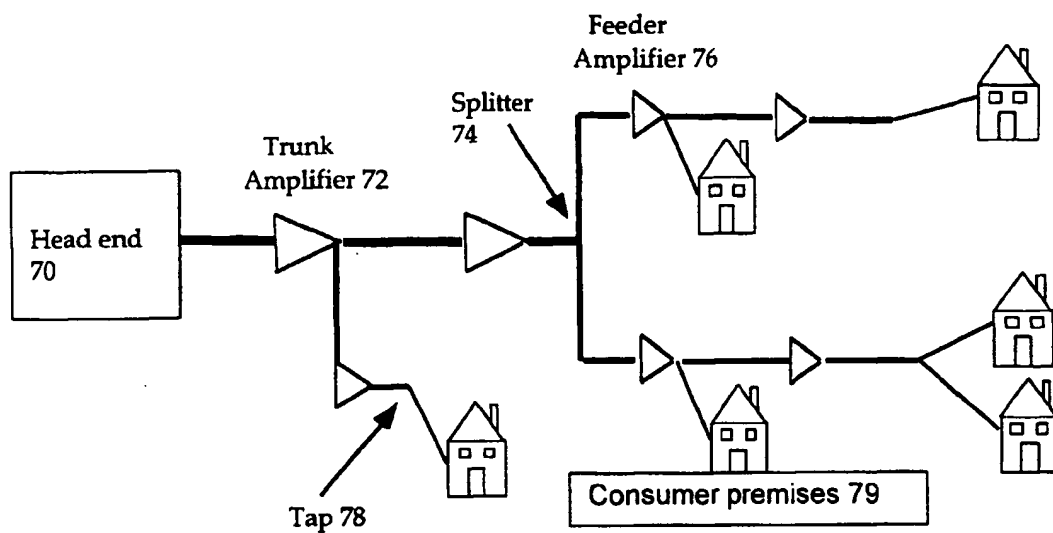 Feeder
Amplifier 76
Splitter
74
Trunk
Amplifier 72
Head end
70
Tap 78
Consumer premises 79